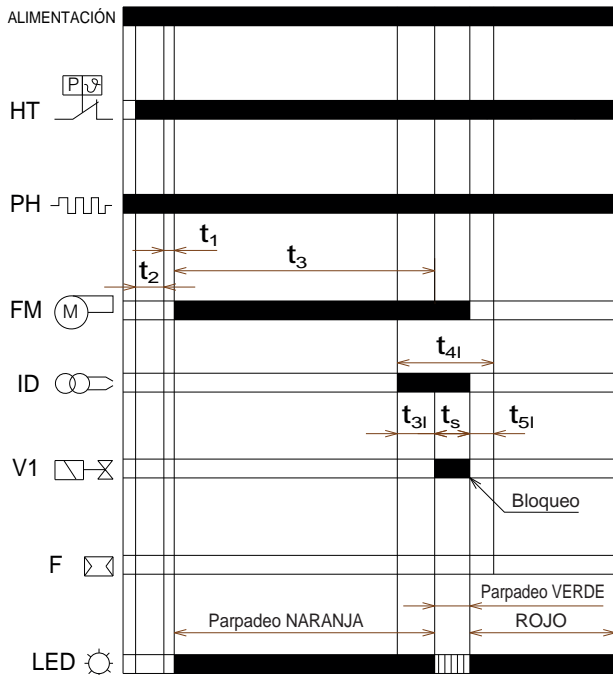 ALIMENTACIÓN
P ϑ
HT
PH
t1
t2
t3
FM M
t4l
ID
t3l ts t5l
V1
Bloqueo
F
Parpadeo VERDE
Parpadeo NARANJA ROJO
LED